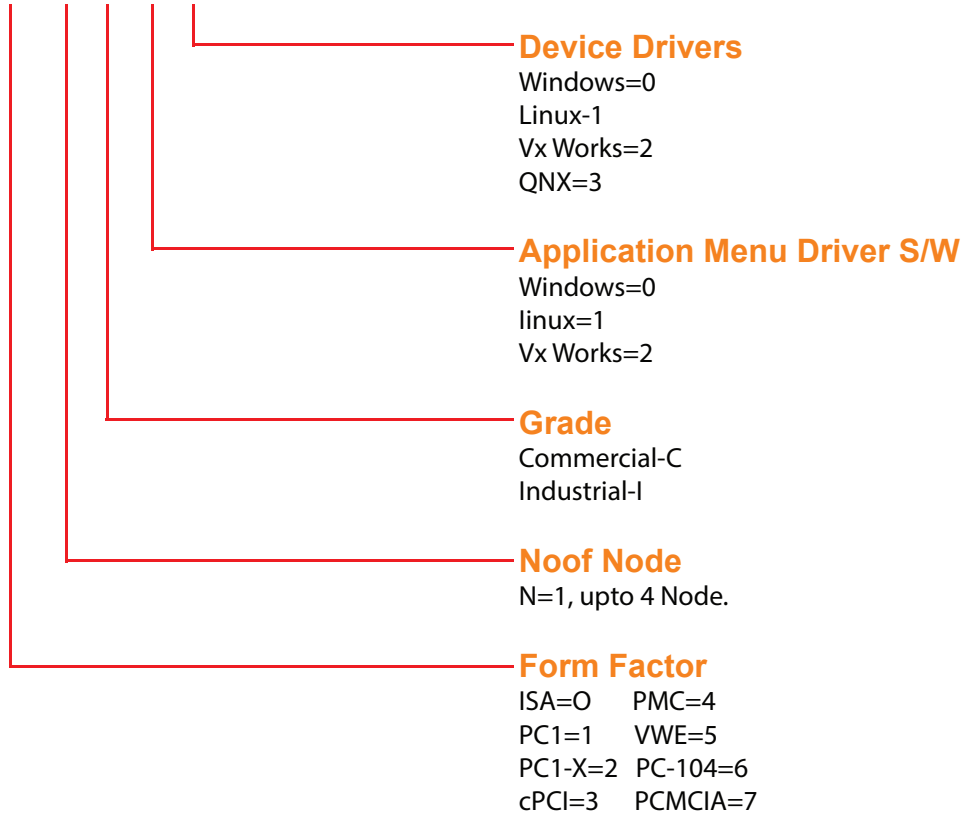 Device Drivers
Windows=0
Linux-1
Vx Works=2
QNX=3
Application Menu Driver S/W
Windows=0
linux=1
Vx Works=2
Grade
Commercial-C
Industrial-I
Noof Node
N=1, upto 4 Node.
Form Factor
ISA=O PMC=4
PC1=1 VWE=5
PC1-X=2 PC-104=6
cPCI=3 PCMCIA=7